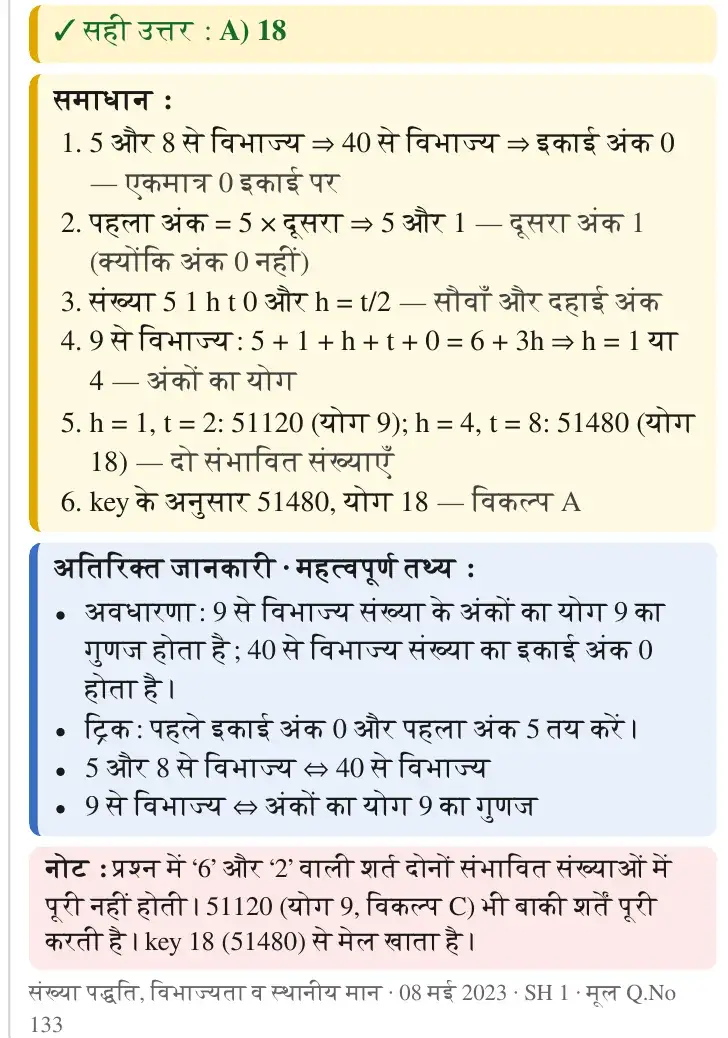 ✓ सही उत्तर : A) 18
समाधान :
1. 5 और 8 से विभाज्य ⇒ 40 से विभाज्य ⇒ इकाई अंक 0
— एकमात्र 0 इकाई पर
2. पहला अंक = 5 × दूसरा ⇒ 5 और 1 — दूसरा अंक 1
(क्योंकि अंक 0 नहीं)
3. संख्या 5 1 h t 0 और h = t/2 — सौवाँ और दहाई अंक
4. 9 से विभाज्य : 5 + 1 + h + t + 0 = 6 + 3h ⇒ h = 1 या
4 — अंकों का योग
5. h = 1, t = 2: 51120 (योग 9); h = 4, t = 8: 51480 (योग
18) — दो संभावित संख्याएँ
6. key के अनुसार 51480, योग 18 — विकल्प A
अतिरिक्त जानकारी · महत्वपूर्ण तथ्य :
• अवधारणा : 9 से विभाज्य संख्या के अंकों का योग 9 का
गुणज होता है ; 40 से विभाज्य संख्या का इकाई अंक 0
होता है ।
• ट्रिक : पहले इकाई अंक 0 और पहला अंक 5 तय करें ।
• 5 और 8 से विभाज्य ⇔ 40 से विभाज्य
• 9 से विभाज्य ⇔ अंकों का योग 9 का गुणज
नोट : प्रश्न में ‘6’ और ‘2’ वाली शर्त दोनों संभावित संख्याओं में
पूरी नहीं होती । 51120 (योग 9, विकल्प C) भी बाकी शर्तें पूरी
करती है । key 18 (51480) से मेल खाता है ।
संख्या पद्धति, विभाज्यता व स्थानीय मान · 08 मई 2023 · SH 1 · मूल Q.No
133